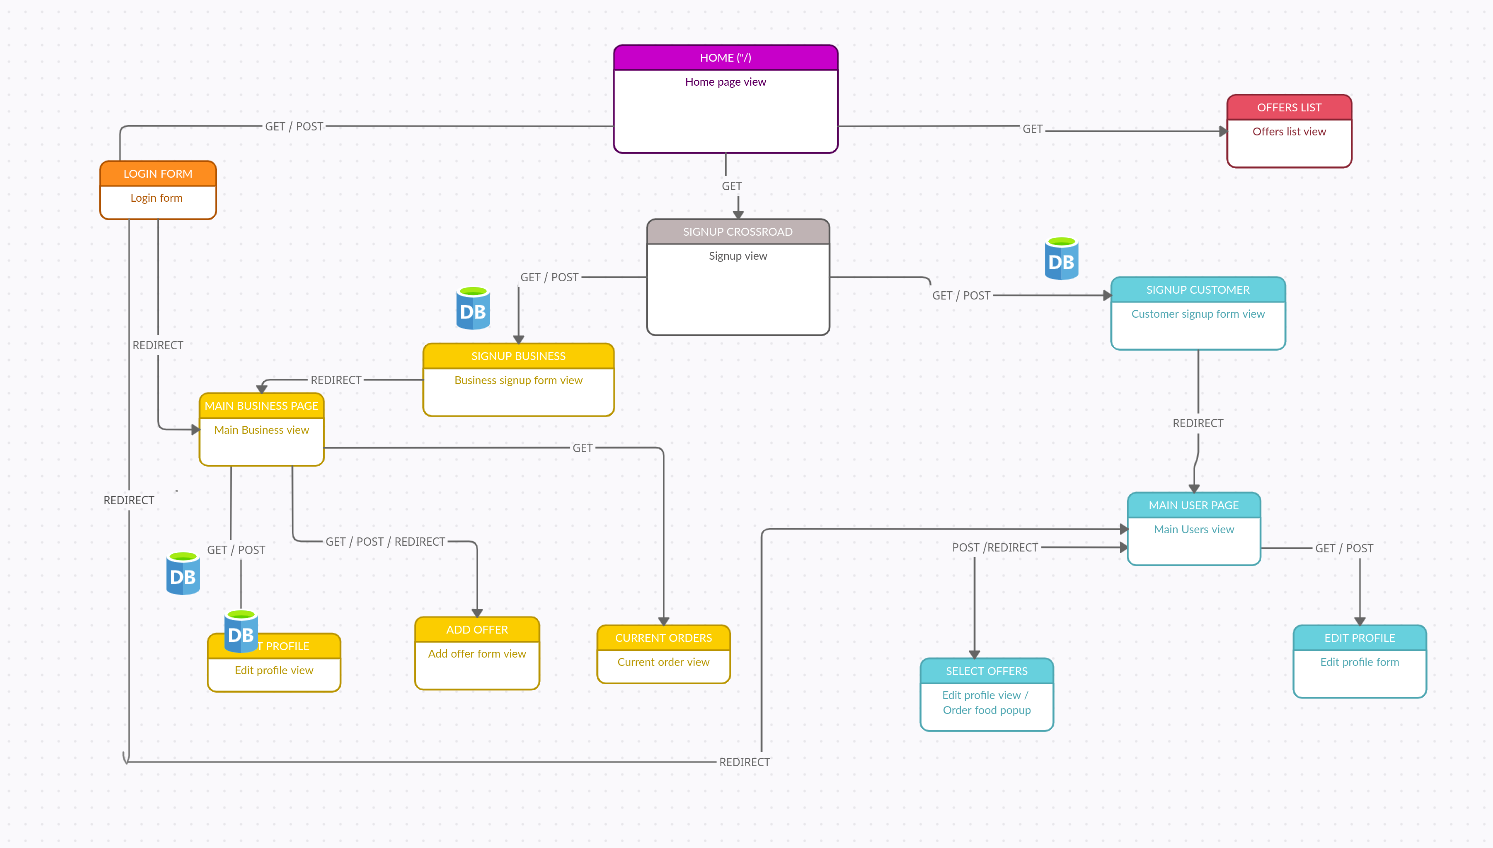 HOME ("/)
Home page view
OFFERS LIST
Offers list view
GET / POST
GET
LOGIN FORM
Login form
GET
SIGNUP CROSSROAD
Signup view
GET / POST
DB
GET / POST
DB
SIGNUP CUSTOMER
Customer signup form view
REDIRECT
SIGNUP BUSINESS
Business signup form view
REDIRECT
MAIN BUSINESS PAGE
Main Business view
REDIRECT
GET
REDIRECT
MAIN USER PAGE
Main Users view
GET / POST
GET / POST / REDIRECT
POST /REDIRECT
GET / POST
DB
DB
T PROFILE
Edit profile view
ADD OFFER
Add offer form view
CURRENT ORDERS
Current order view
SELECT OFFERS
Edit profile view /
Order food popup
EDIT PROFILE
Edit profile form
REDIRECT